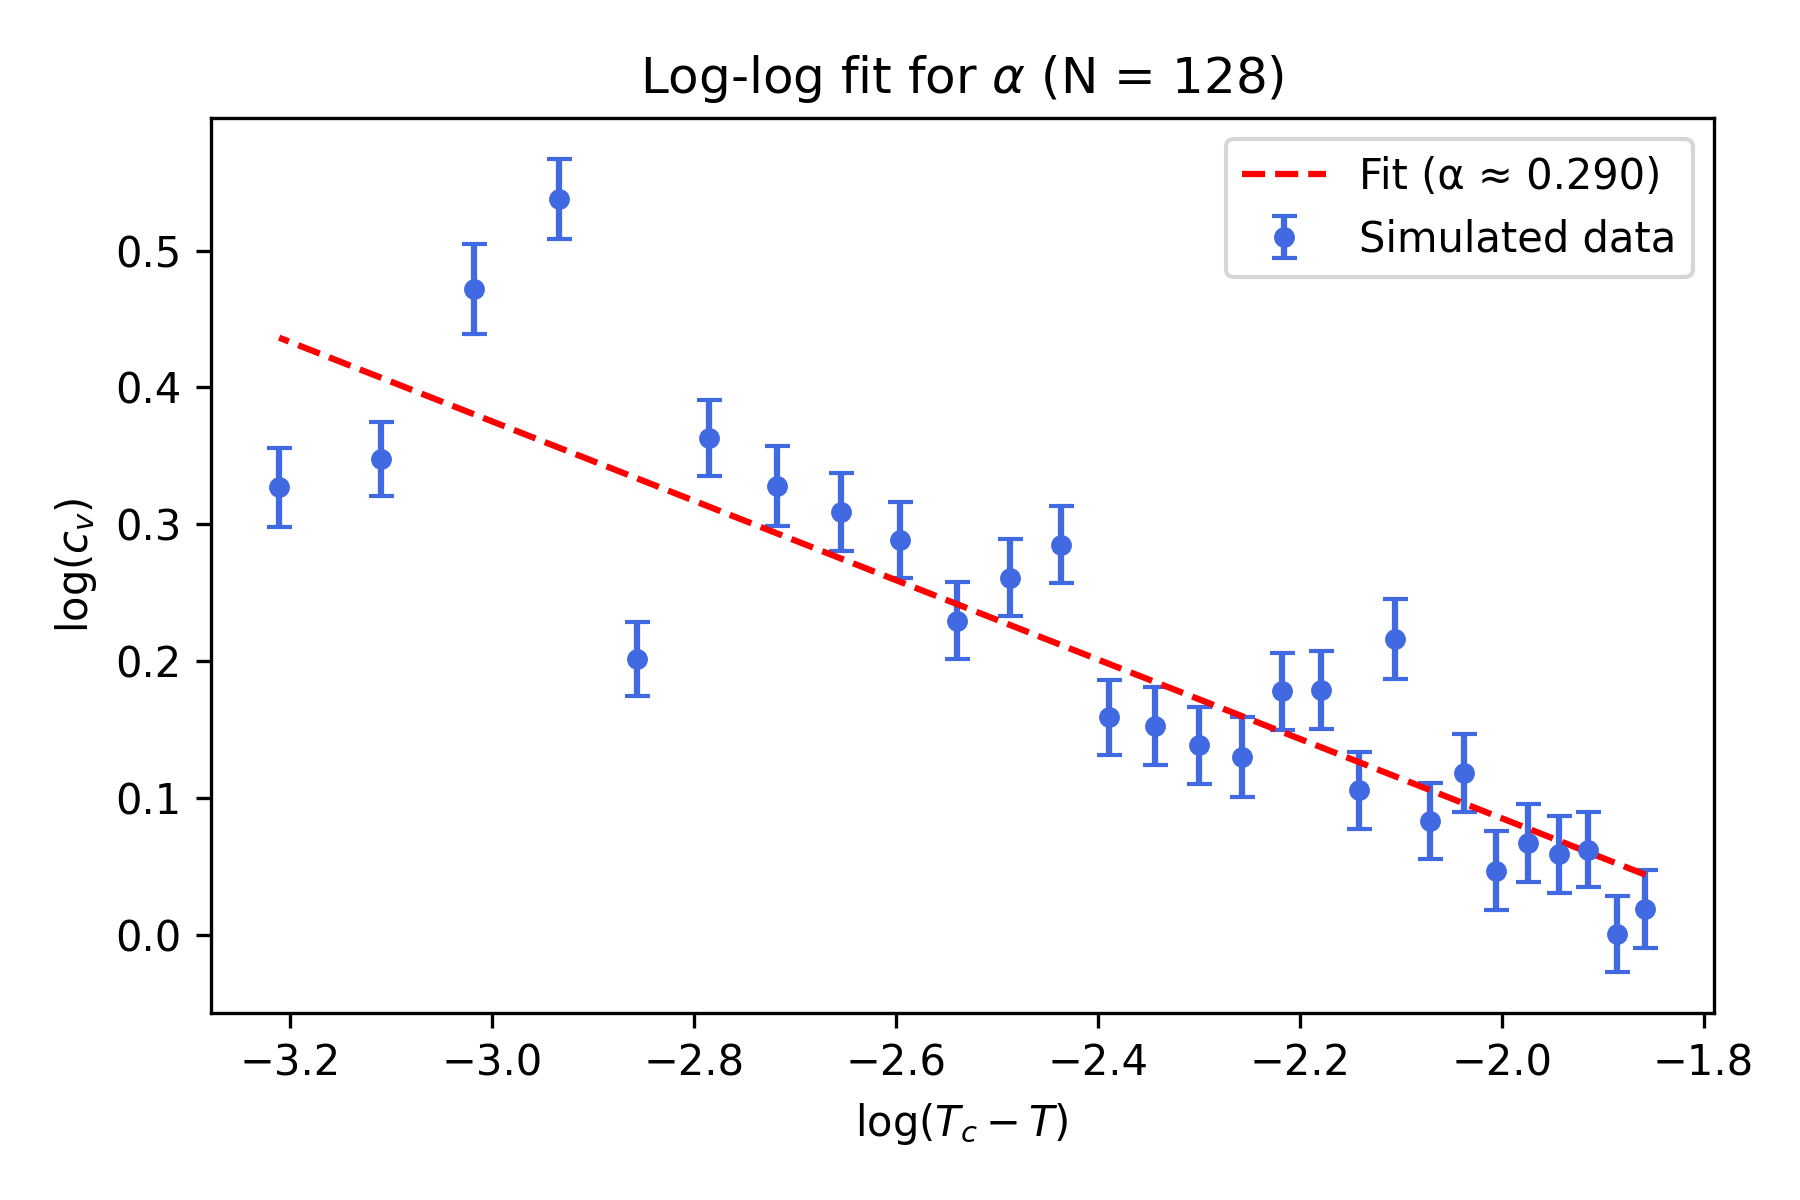 Log-log fit for α (N = 128)
Fit (α ≈ 0.290)
Simulated data
0.5
0.4
0.3
0.2
0.1
0.0
log(c_v)
−3.2 −3.0 −2.8 −2.6 −2.4 −2.2 −2.0 −1.8
log(T_c − T)